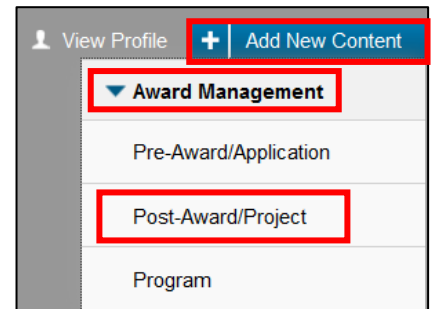 View Profile + Add New Content
Award Management
Pre-Award/Application
Post-Award/Project
Program